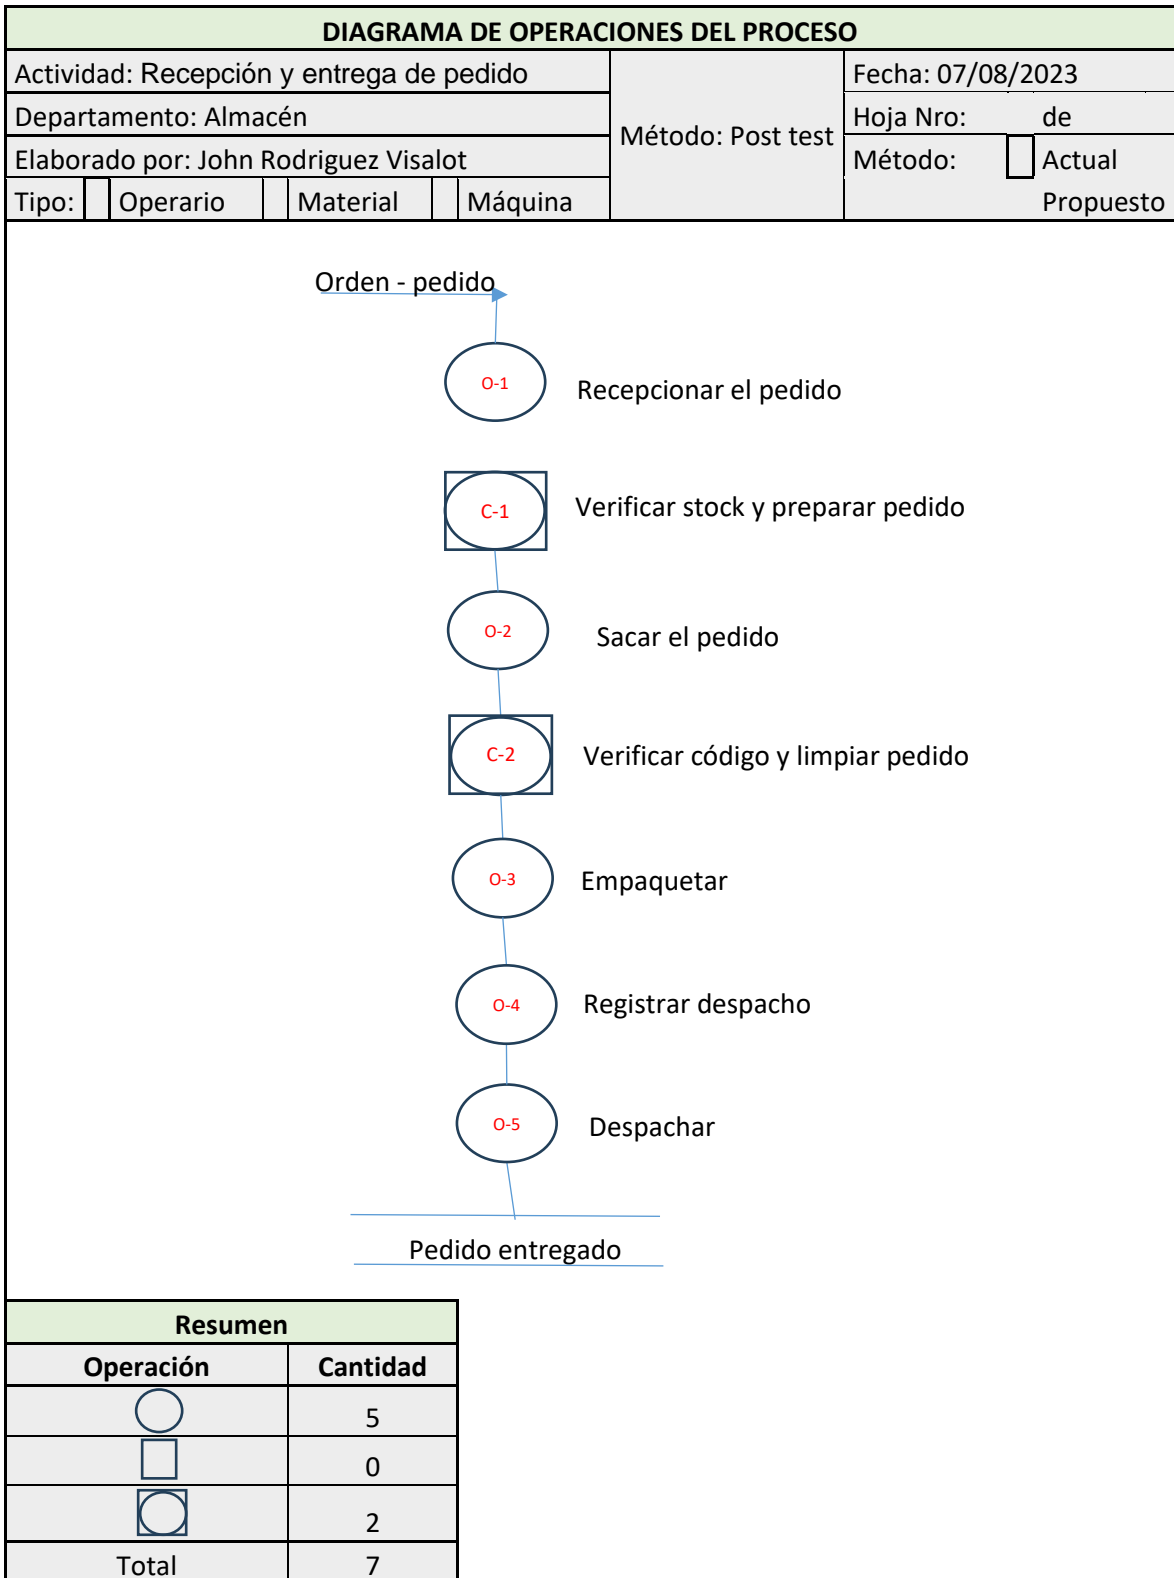 DIAGRAMA DE OPERACIONES DEL PROCESO
Actividad: Recepción y entrega de pedido
Método: Post test
Fecha: 07/08/2023
Departamento: Almacén
Hoja Nro: de
Elaborado por: John Rodriguez Visalot
Método: Actual
Tipo: Operario Material Máquina
Propuesto
Orden - pedido
O-1 Recepcionar el pedido
C-1 Verificar stock y preparar pedido
O-2 Sacar el pedido
C-2 Verificar código y limpiar pedido
O-3 Empaquetar
O-4 Registrar despacho
O-5 Despachar
Pedido entregado
Resumen
Operación Cantidad
5
0
2
Total 7